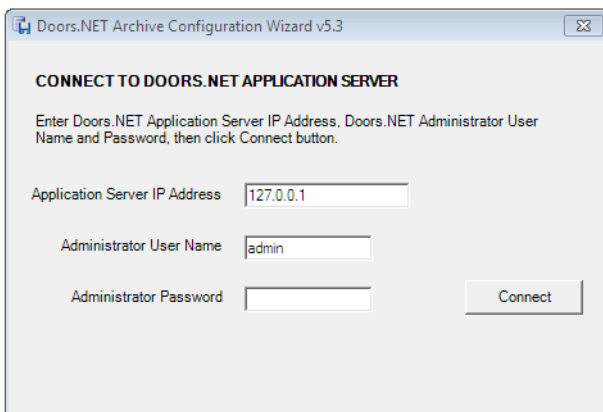 Doors.NET Archive Configuration Wizard v5.3
CONNECT TO DOORS.NET APPLICATION SERVER
Enter Doors.NET Application Server IP Address, Doors.NET Administrator User
Name and Password, then click Connect button.
Application Server IP Address 127.0.0.1
Administrator User Name admin
Administrator Password
Connect